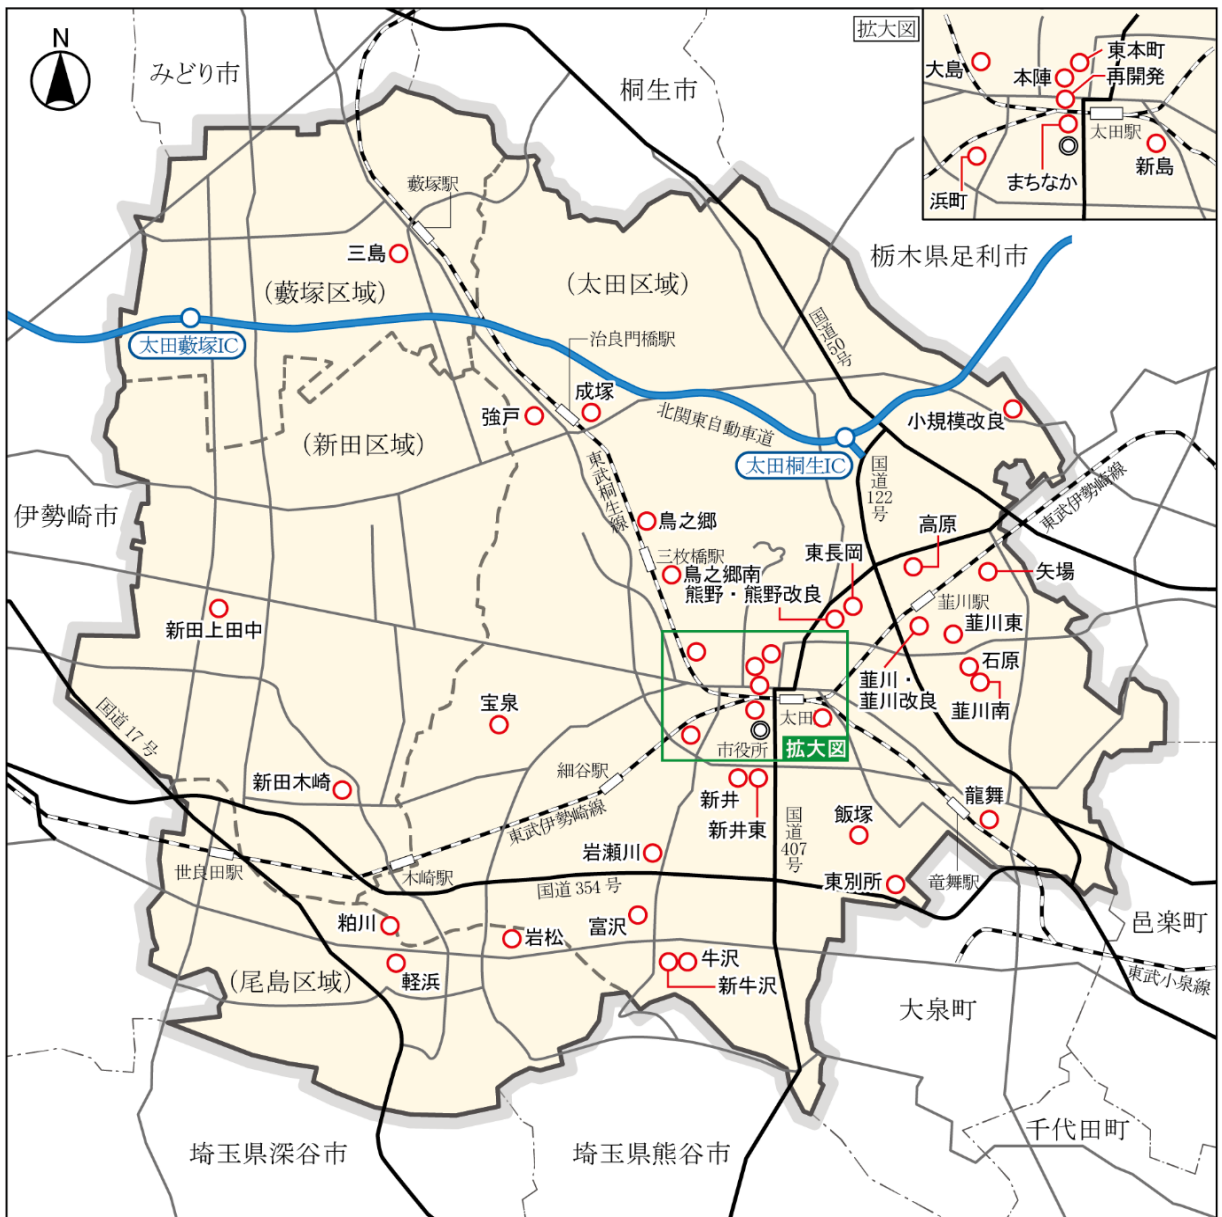 N
みどり市
桐生市
拡大図
大島
本陣
東本町
再開発
太田駅
まちなか
新島
浜町
藪塚駅
三島
(藪塚区域)
(太田区域)
栃木県足利市
国道50号
太田藪塚IC
治良門橋駅
成塚
強戸
北関東自動車道
小規模改良
(新田区域)
太田桐生IC
東武桐生線
国道122号
東武伊勢崎線
伊勢崎市
鳥之郷
高原
三枚橋駅
東長岡
鳥之郷南
矢場
熊野・熊野改良
韮川駅
新田上田中
韮川東
石原
韮川・
韮川改良
韮川南
宝泉
国道17号
太田
市役所
拡大図
細谷駅
新田木崎
新井
新井東
龍舞
国道407号
飯塚
東武伊勢崎線
岩瀬川
世良田駅
木崎駅
国道354号
東別所
竜舞駅
粕川
岩松
富沢
邑楽町
牛沢
新牛沢
軽浜
(尾島区域)
東武小泉線
大泉町
千代田町
埼玉県深谷市
埼玉県熊谷市